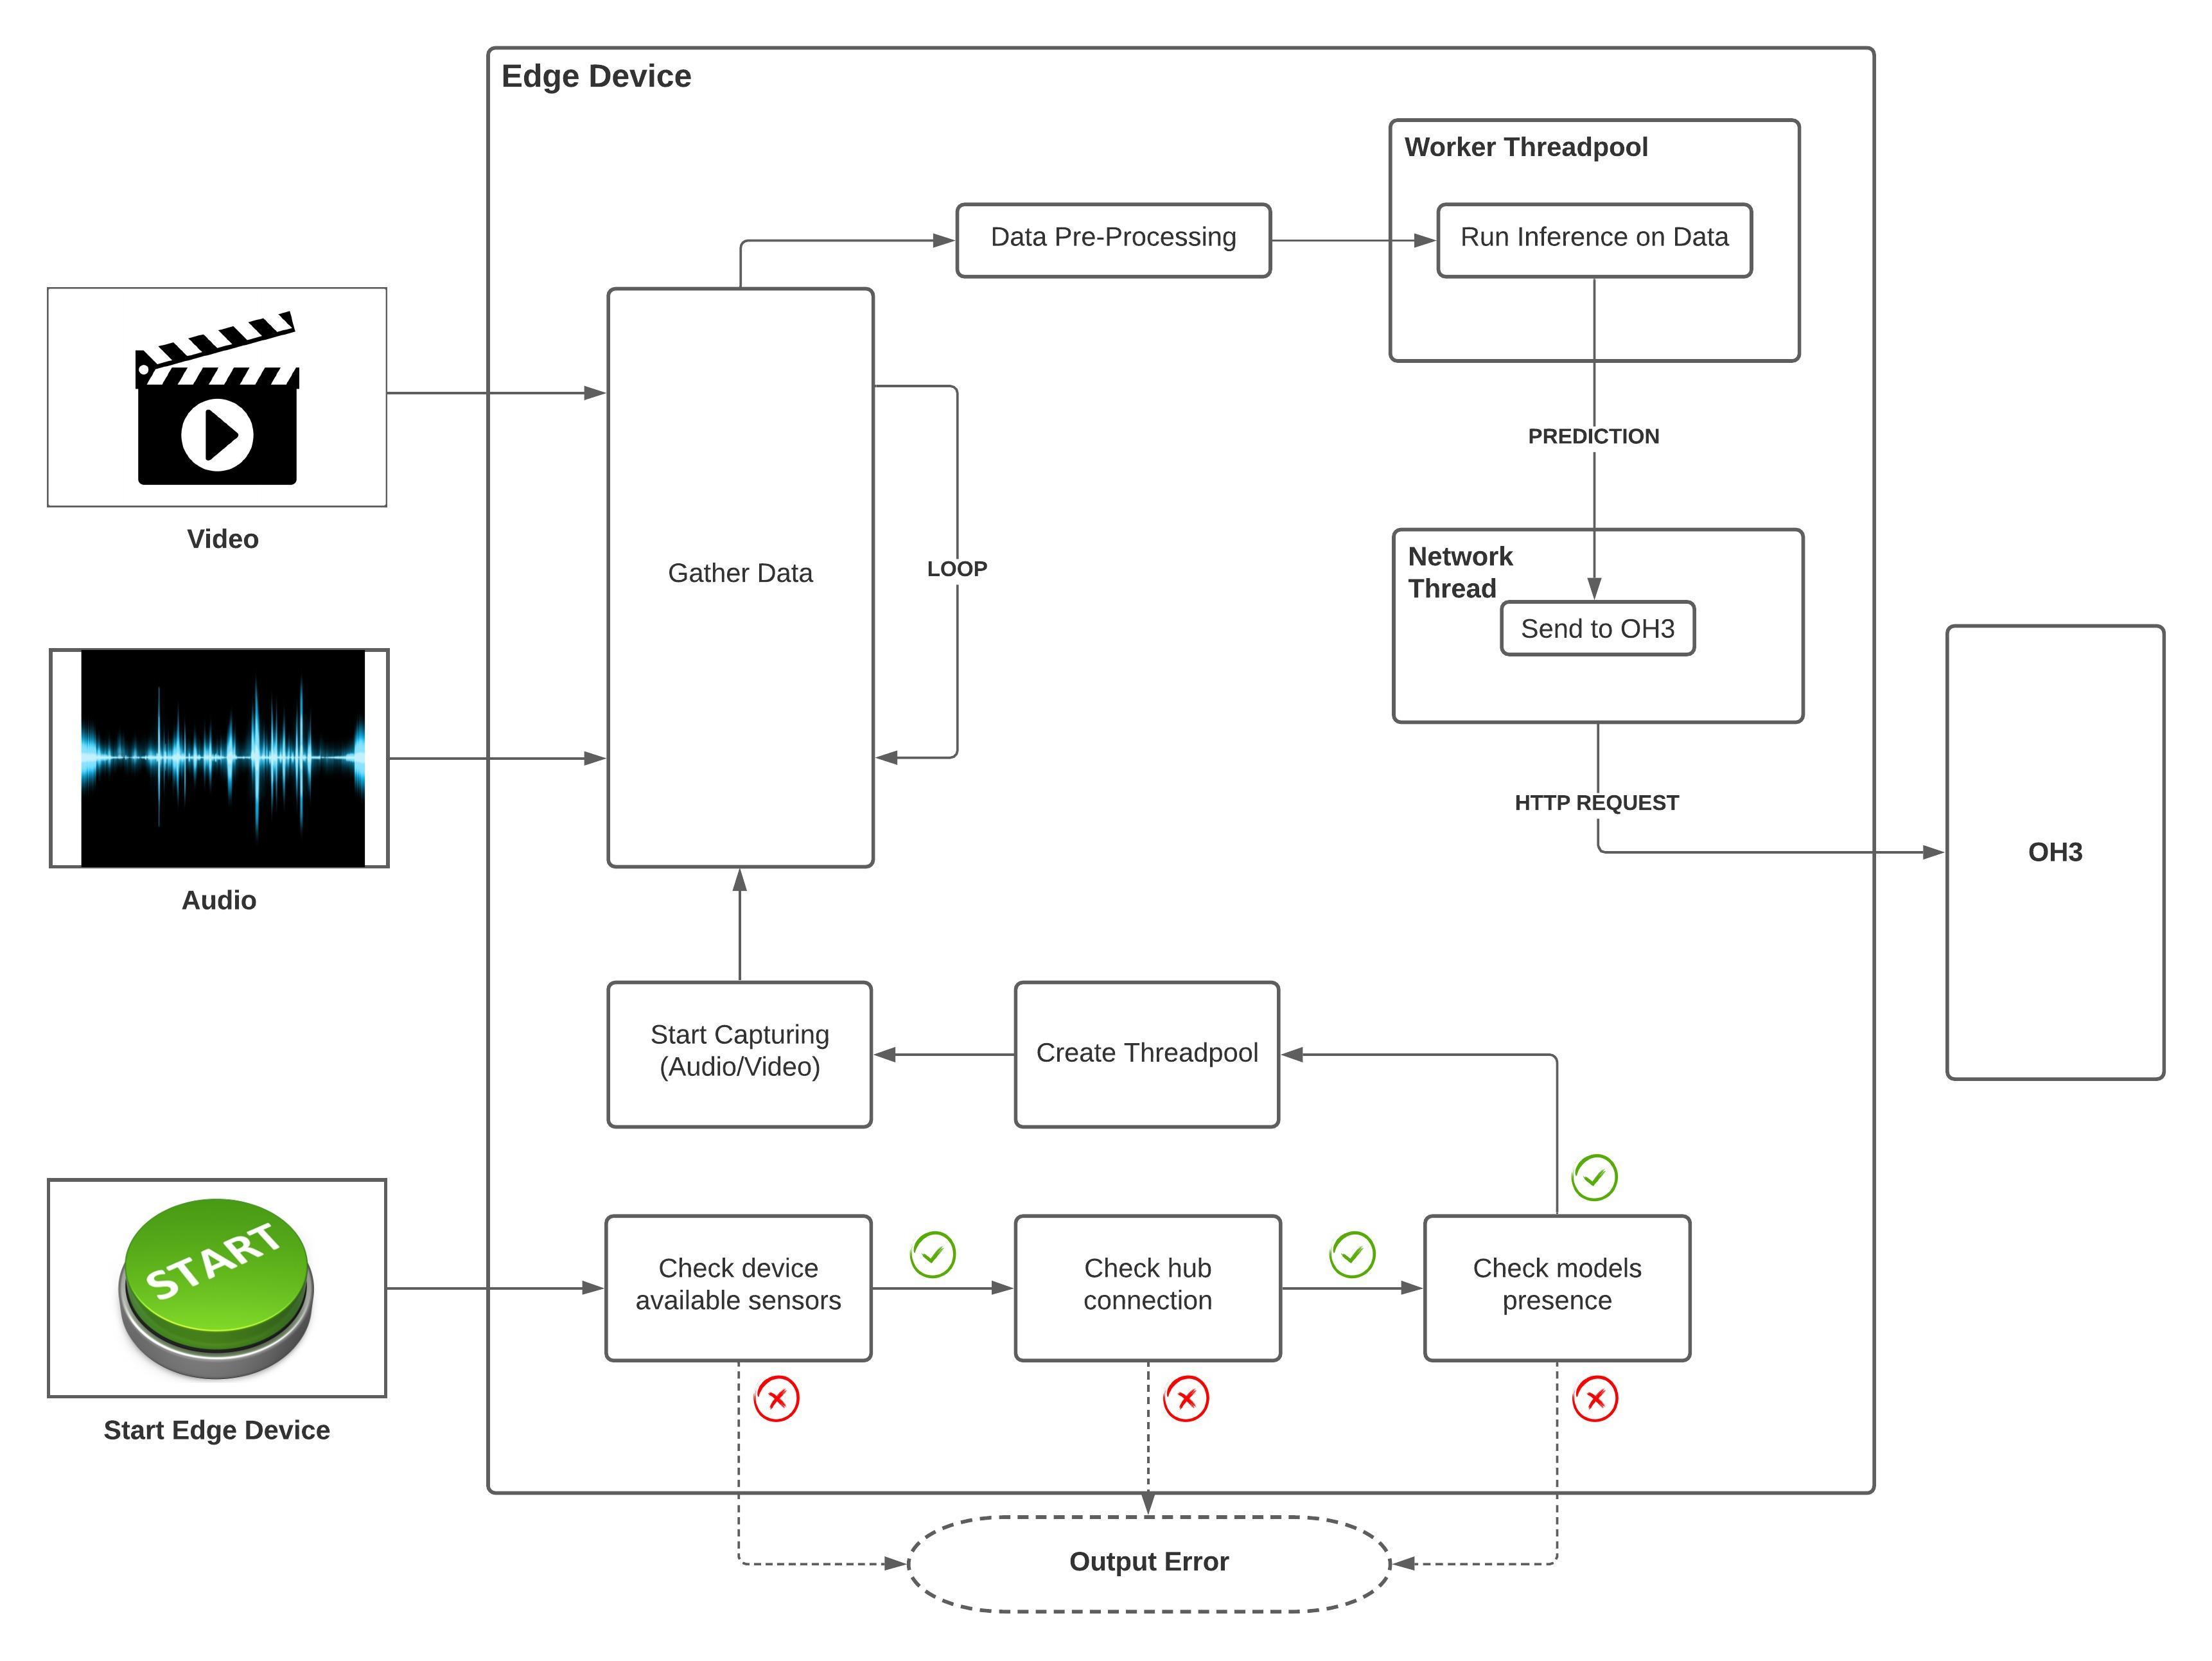 Edge Device
Worker Threadpool
Data Pre-Processing
Run Inference on Data
PREDICTION
Video
Gather Data
LOOP
Network
Thread
Send to OH3
HTTP REQUEST
OH3
Audio
Start Capturing
(Audio/Video)
Create Threadpool
START
Start Edge Device
Check device
available sensors
Check hub
connection
Check models
presence
Output Error